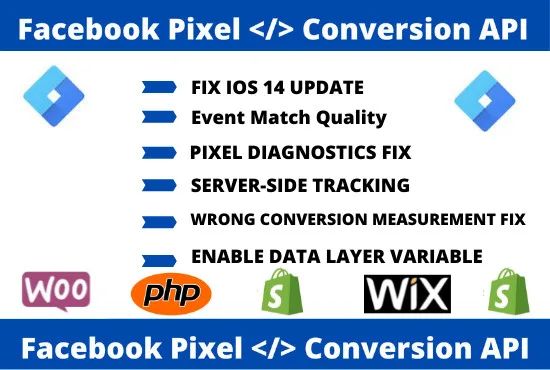 Facebook Pixel </> Conversion API
FIX IOS 14 UPDATE
Event Match Quality
PIXEL DIAGNOSTICS FIX
SERVER-SIDE TRACKING
WRONG CONVERSION MEASUREMENT FIX
ENABLE DATA LAYER VARIABLE
WOO php S WiX S
Facebook Pixel </> Conversion API